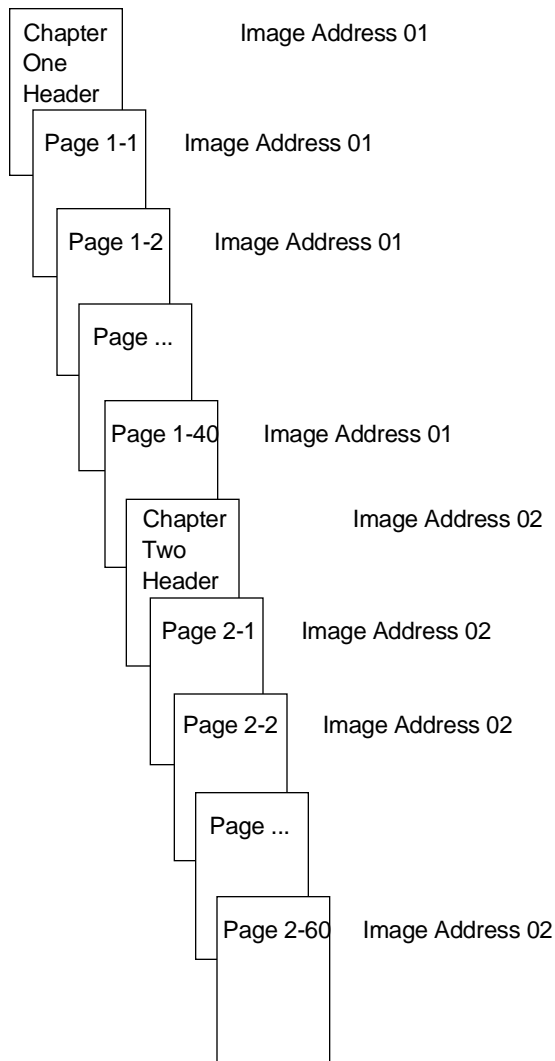 Chapter
One
Header
Image Address 01
Page 1-1
Image Address 01
Page 1-2
Image Address 01
Page ...
Page 1-40
Image Address 01
Chapter
Two
Header
Image Address 02
Page 2-1
Image Address 02
Page 2-2
Image Address 02
Page ...
Page 2-60
Image Address 02